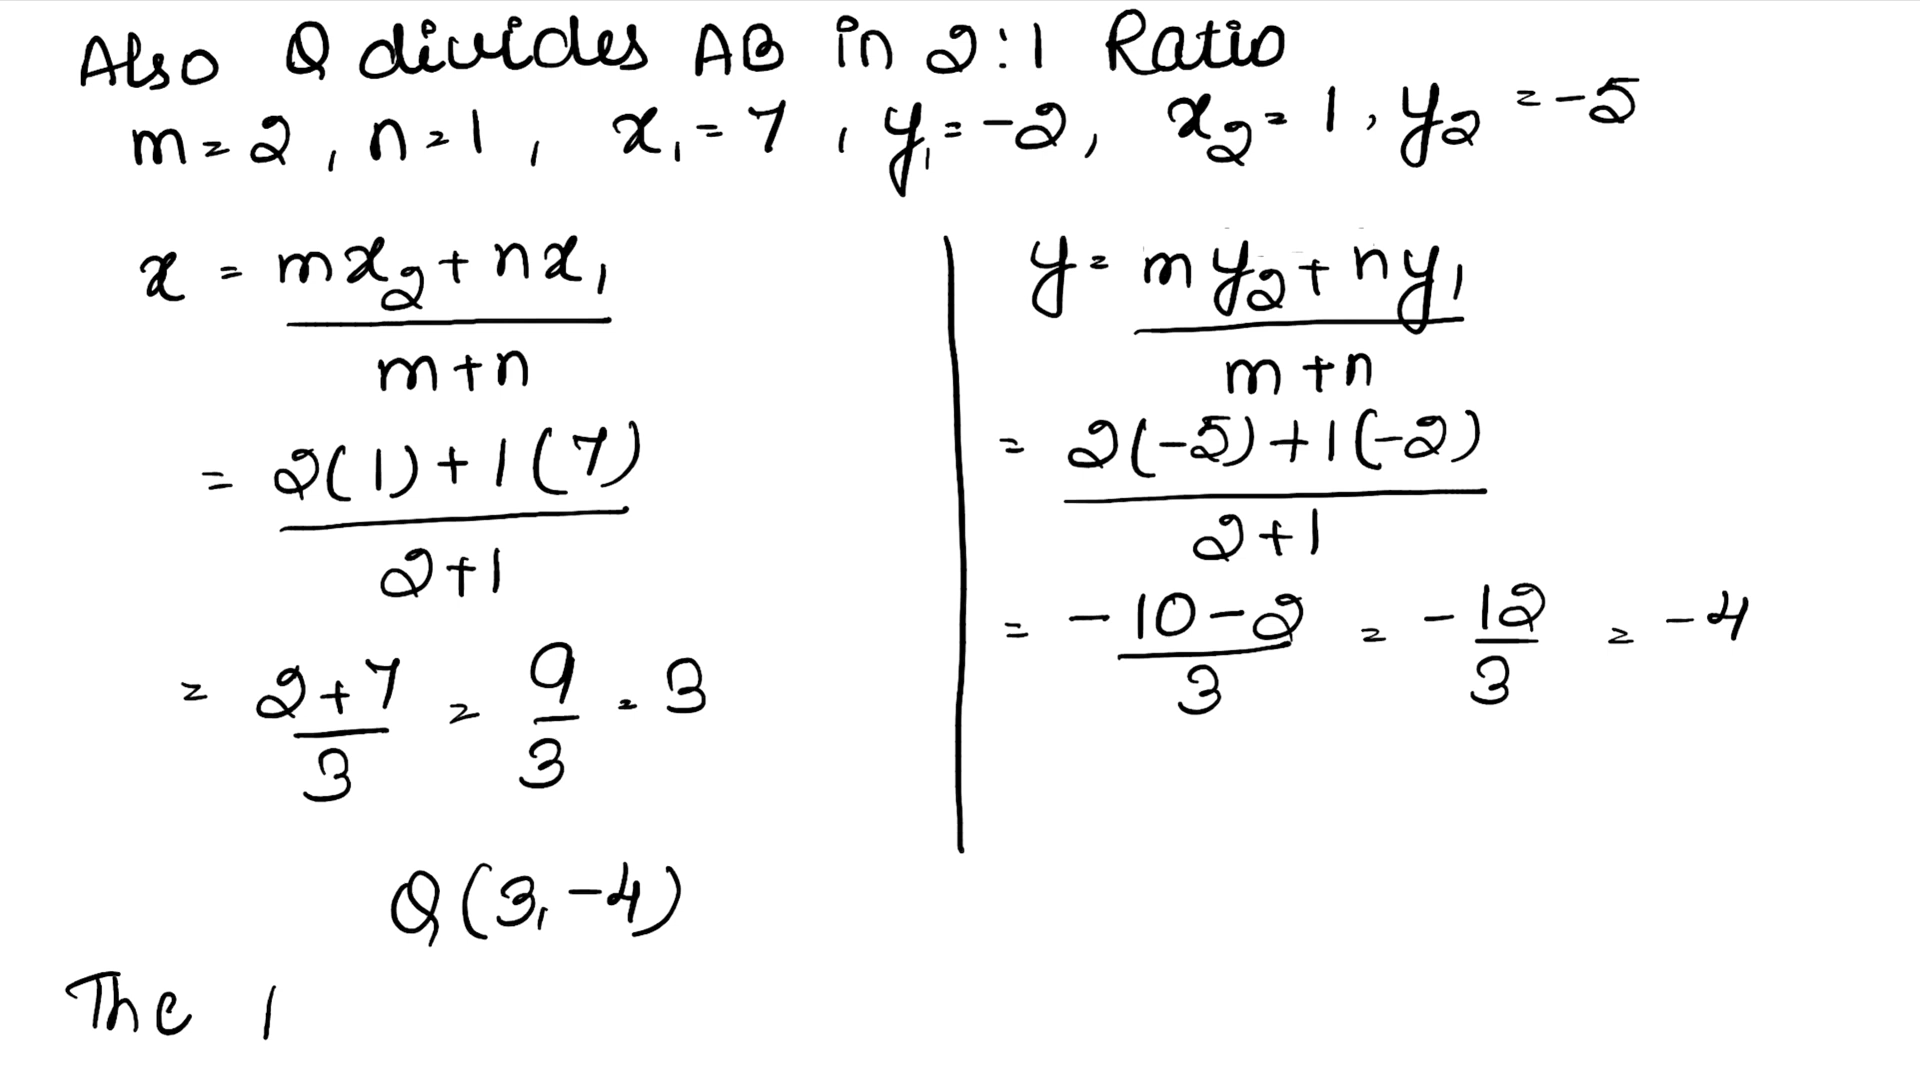 Also Q divides AB in 2:1 Ratio
m=2, n=1, x₁=7, y₁=-2, x₂=1, y₂=-5
x = mx₂+nx₁
m+n
= 2(1)+1(7)
2+1
= 2+7/3 = 9/3 = 3
y = my₂+ny₁
m+n
= 2(-5)+1(-2)
2+1
= -10-2/3 = -12/3 = -4
Q(3,-4)
The